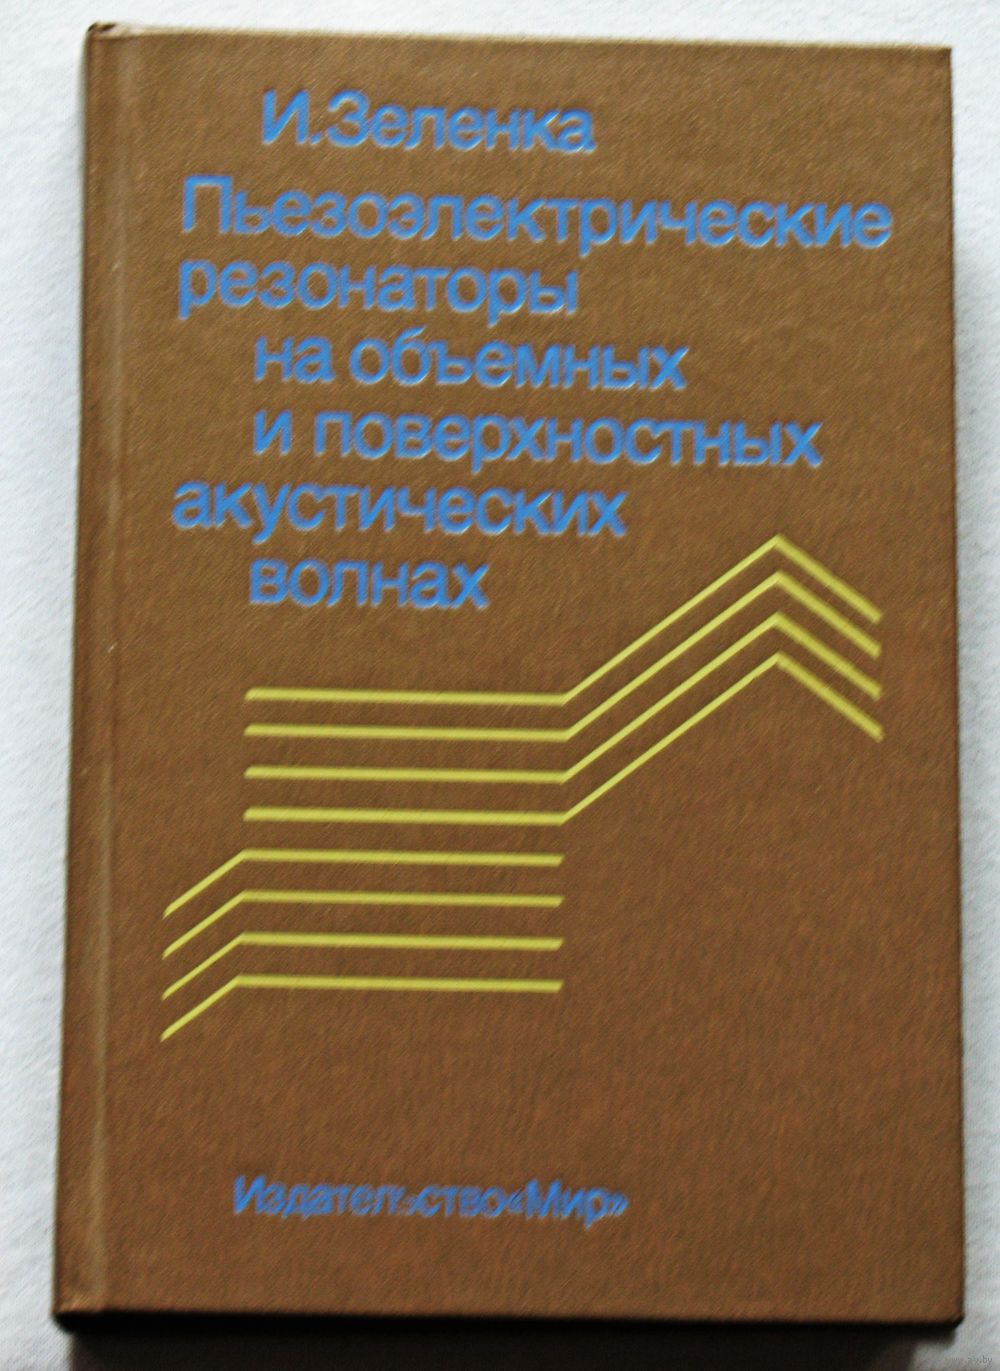 И.Зеленка
Пьезоэлектрические
резонаторы
на объемных
и поверхностных
акустических
волнах
Издательство«Мир»